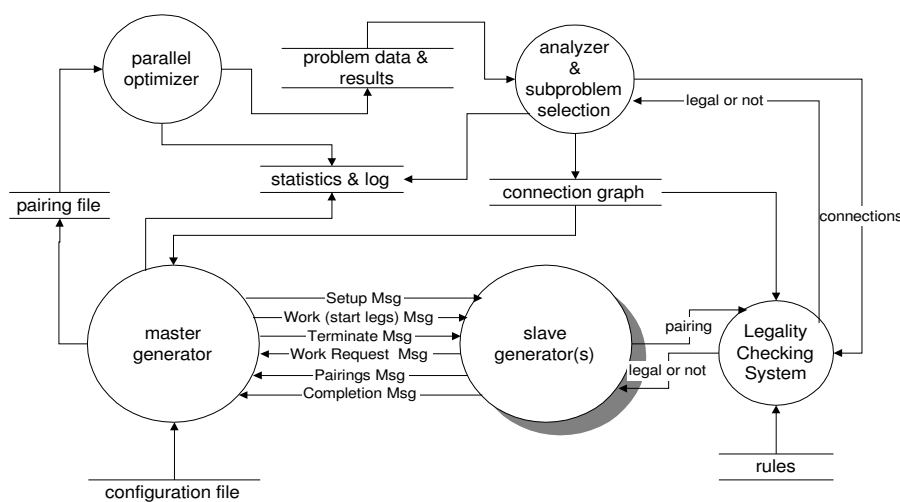 parallel
optimizer
problem data &
results
analyzer
&
subproblem
selection
legal or not
statistics & log
connection graph
pairing file
connections
master
generator
Setup Msg
Work (start legs) Msg
Terminate Msg
Work Request Msg
Pairings Msg
Completion Msg
slave
generator(s)
pairing
legal or not
Legality
Checking
System
configuration file
rules